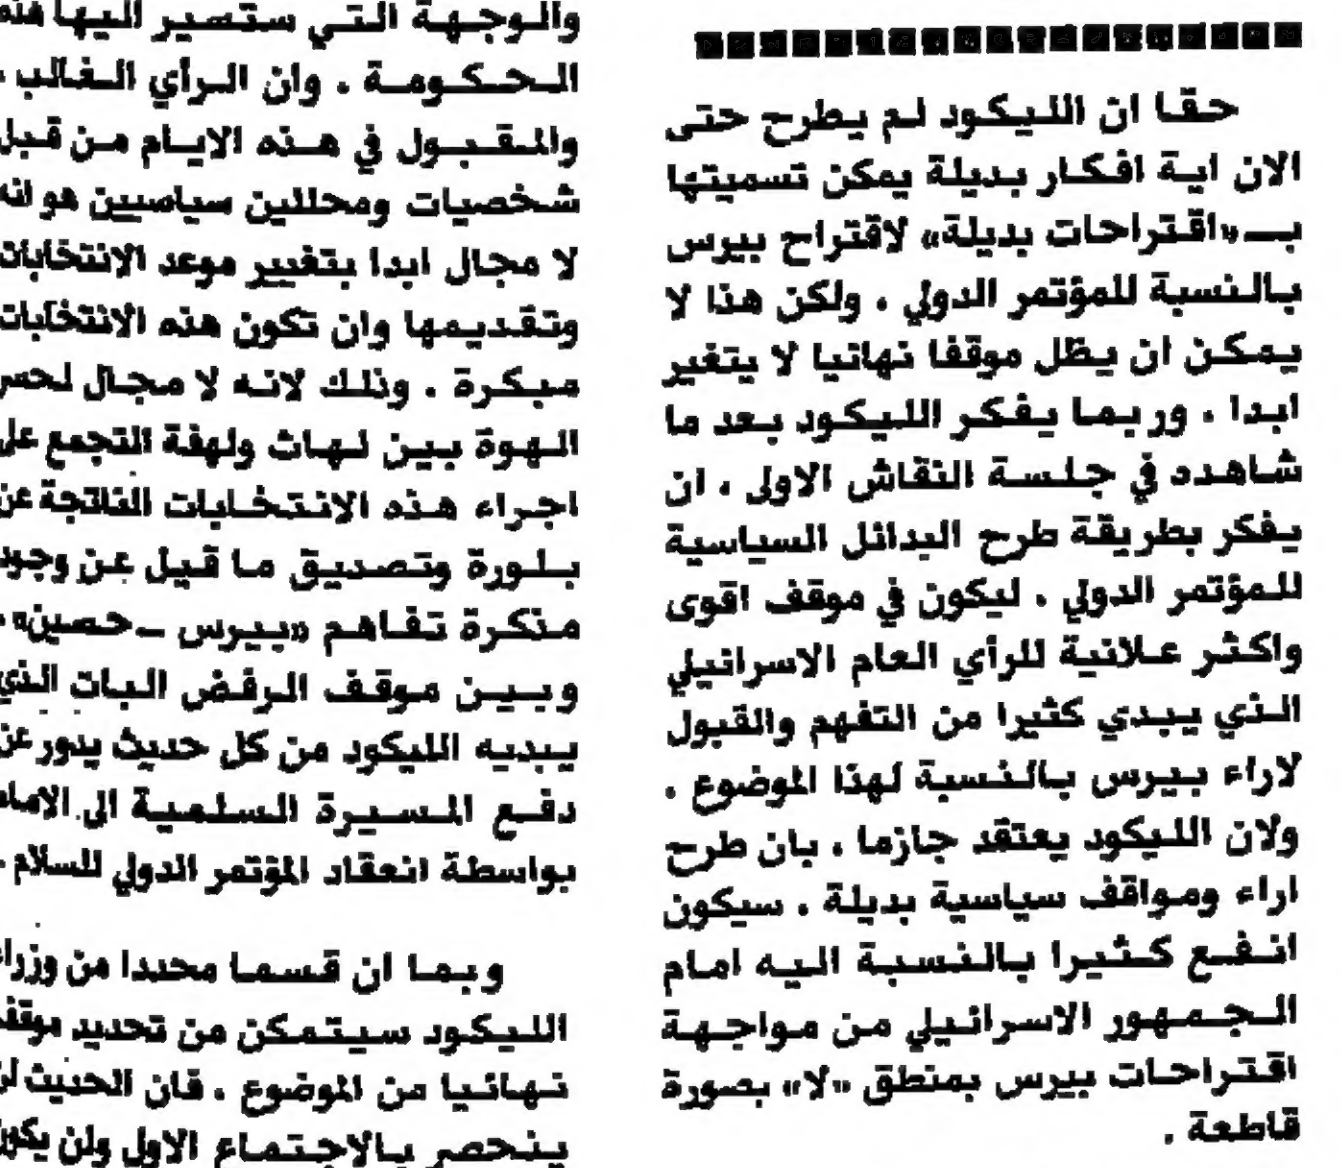 حقا ان الليكود لم يطرح حتى
الان اية افكار بديلة يمكن تسميتها
بـ «اقتراحات بديلة» لاقتراح بيرس
بالنسبة للمؤتمر الدولي . ولكن هذا لا
يمكن ان يظل موقفا نهائيا لا يتغير
ابدا . وربما يفكر الليكود بعد ما
شاهده في جلسة النقاش الاولى ، ان
يفكر بطريقة طرح البدائل السياسية
للمؤتمر الدولي . ليكون في موقف اقوى
واكثر علانية للرأي العام الاسرائيلي
الذي يبدي كثيرا من التفهم والقبول
لاراء بيرس بالنسبة لهذا الموضوع .
ولان الليكود يعتقد جازما ، بان طرح
اراء ومواقف سياسية بديلة . سيكون
انفع كثيرا بالنسبة اليه امام
الجمهور الاسرائيلي من مواجهة
اقتراحات بيرس بمنطق «لا» بصورة
قاطعة .
والوجهة التي ستسير اليها هذه
الحكومة . وان الرأي الغالب .
والمقبول في هذه الايام من قبل
شخصيات ومحللين سياسيين هو انه
لا مجال ابدا بتغيير موعد الانتخابات
وتقديمها وان تكون هذه الانتخابات
مبكرة . وذلك لانه لا مجال لحسر
الهوة بين لهاث ولهفة التجمع على
اجراء هذه الانتخابات الناتجة عن
بلورة وتصديق ما قيل عن وجود
مذكرة تفاهم «بيرس ــ حصين» .
وبين موقف الرفض البات الذي
يبديه الليكود من كل حديث يدور عن
دفع المسيرة السلمية الى الامام
بواسطة انعقاد المؤتمر الدولي للسلام .
وبما ان قسما محددا من وزراء
الليكود سيتمكن من تحديد موقفه
نهائيا من الموضوع . فان الحديث لن
ينحصر بالاجتماع الاول ولن يكون